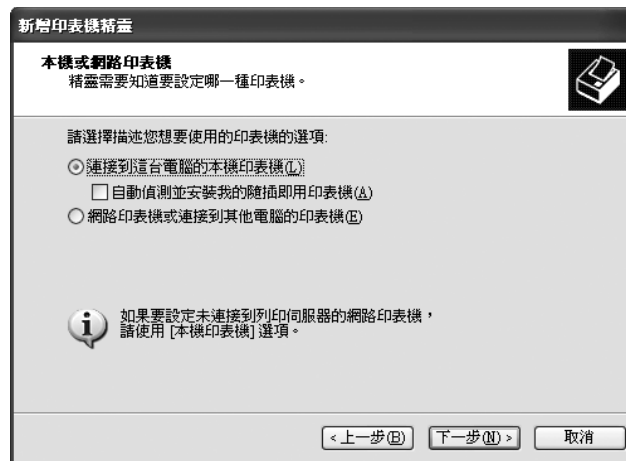 新增印表機精靈
本機或網路印表機
精靈需要知道要設定哪一種印表機。
請選擇描述您想要使用的印表機的選項:
連接到這台電腦的本機印表機(L)
自動偵測並安裝我的隨插即用印表機(A)
網路印表機或連接到其他電腦的印表機(E)
如果要設定未連接到列印伺服器的網路印表機，
請使用 [本機印表機] 選項。
<上一步(B)
下一步(N)>
取消